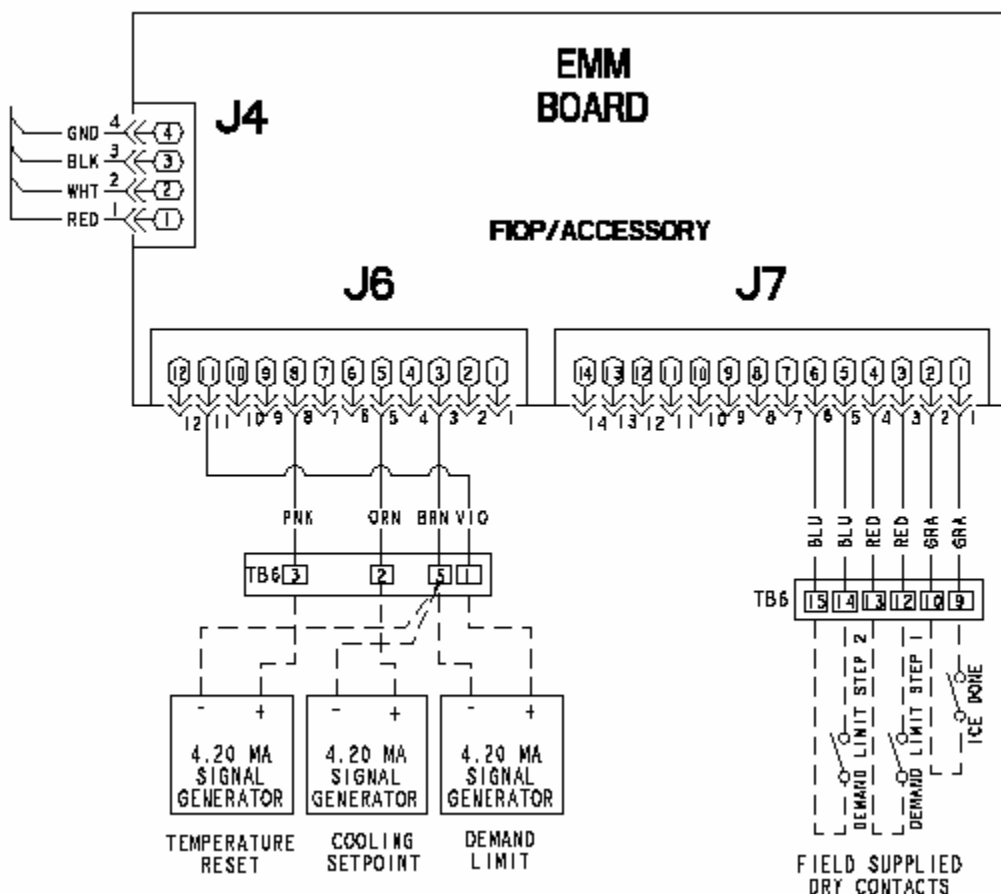 EMM
BOARD
J4
GND 4 4
BLK 3 3
WHT 2 2
RED 1 1
FIOP/ACCESSORY
J6
J7
12 11 10 9 8 7 6 5 4 3 2 1
14 13 12 11 10 9 8 7 6 5 4 3 2 1
12 11 10 9 8 7 6 5 4 3 2 1
14 13 12 11 10 9 8 7 6 5 4 3 2 1
PNK ORN BRN VIO
BLU BLU RED RED GRA GRA
TB6 3 2 5 1
TB6 15 14 13 12 10 9
DEMAND LIMIT STEP 2
DEMAND LIMIT STEP 1
ICE DONE
- + - + - +
4.20 MA
SIGNAL
GENERATOR
4.20 MA
SIGNAL
GENERATOR
4.20 MA
SIGNAL
GENERATOR
TEMPERATURE
RESET
COOLING
SETPOINT
DEMAND
LIMIT
FIELD SUPPLIED
DRY CONTACTS